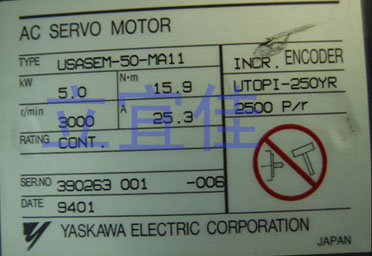 AC SERVO MOTOR
TYPE USASEM-50-MA11
INCR. ENCODER
kW 5.0 N·m 15.9
UTOPI-250YR
r/min 3000 A 25.3
2500 P/r
立宜佳
RATING CONT.
SER.NO 390263 001 -006
DATE 9401
YASKAWA ELECTRIC CORPORATION
JAPAN